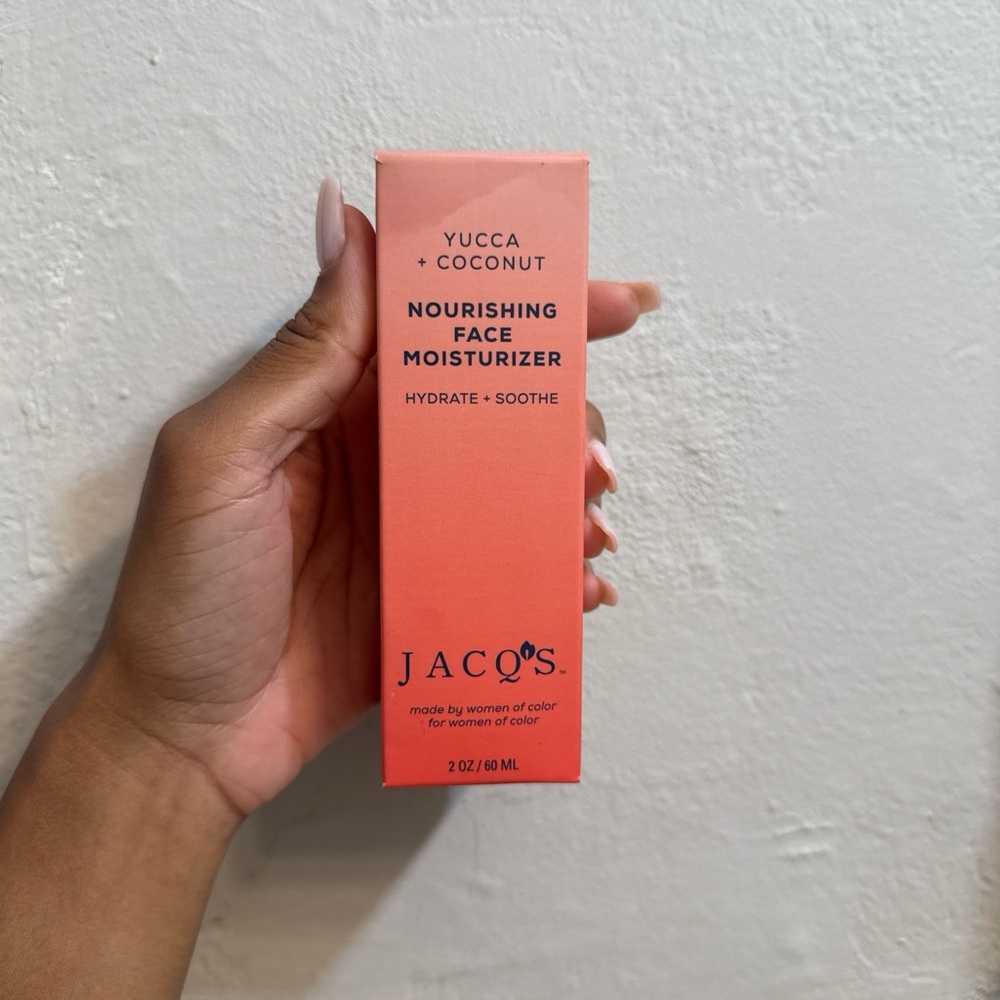 YUCCA
+ COCONUT
NOURISHING
FACE
MOISTURIZER
HYDRATE + SOOTHE
JACQ'S™
made by women of color
for women of color
2 OZ / 60 ML